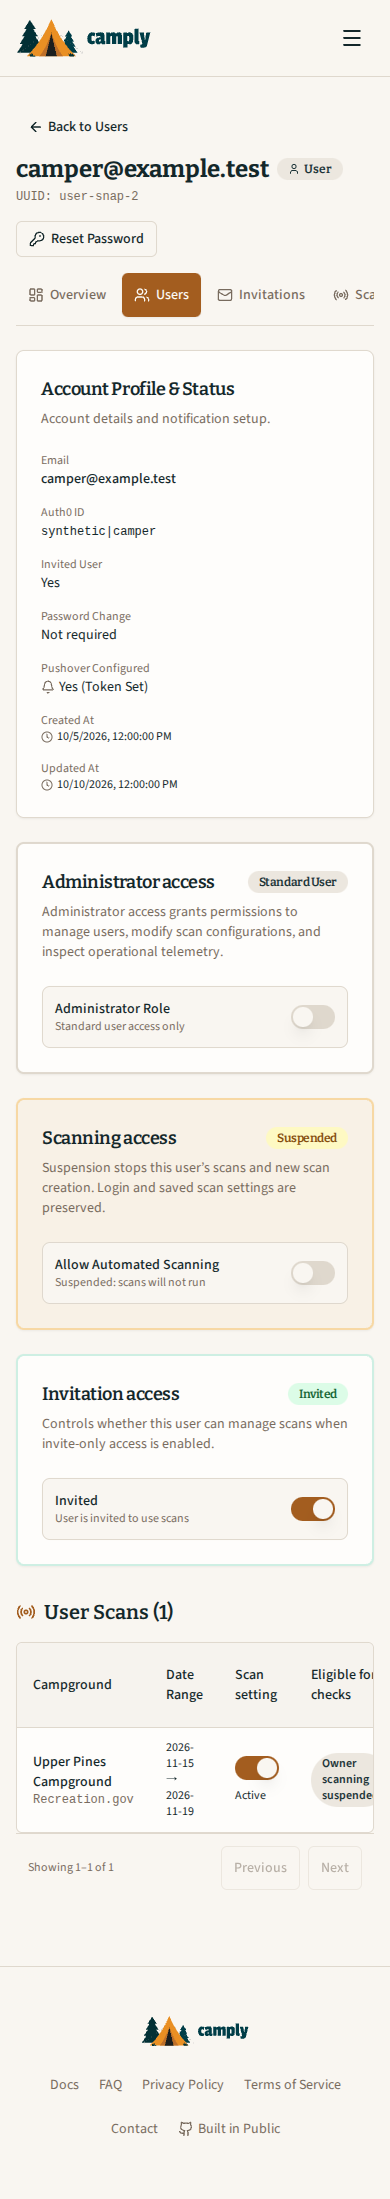 camply
Back to Users
camper@example.test User
UUID: user-snap-2
Reset Password
Overview Users Invitations Sca
Account Profile & Status
Account details and notification setup.
Email
camper@example.test
Auth0 ID
synthetic|camper
Invited User
Yes
Password Change
Not required
Pushover Configured
Yes (Token Set)
Created At
10/5/2026, 12:00:00 PM
Updated At
10/10/2026, 12:00:00 PM
Administrator access Standard User
Administrator access grants permissions to
manage users, modify scan configurations, and
inspect operational telemetry.
Administrator Role
Standard user access only
Scanning access Suspended
Suspension stops this user’s scans and new scan
creation. Login and saved scan settings are
preserved.
Allow Automated Scanning
Suspended: scans will not run
Invitation access Invited
Controls whether this user can manage scans when
invite-only access is enabled.
Invited
User is invited to use scans
User Scans (1)
Campground
Date
Range
Scan
setting
Eligible for
checks
Upper Pines
Campground
Recreation.gov
2026-
11-15
→
2026-
11-19
Active
Owner
scanning
suspended
Showing 1–1 of 1 Previous Next
camply
Docs FAQ Privacy Policy Terms of Service
Contact Built in Public